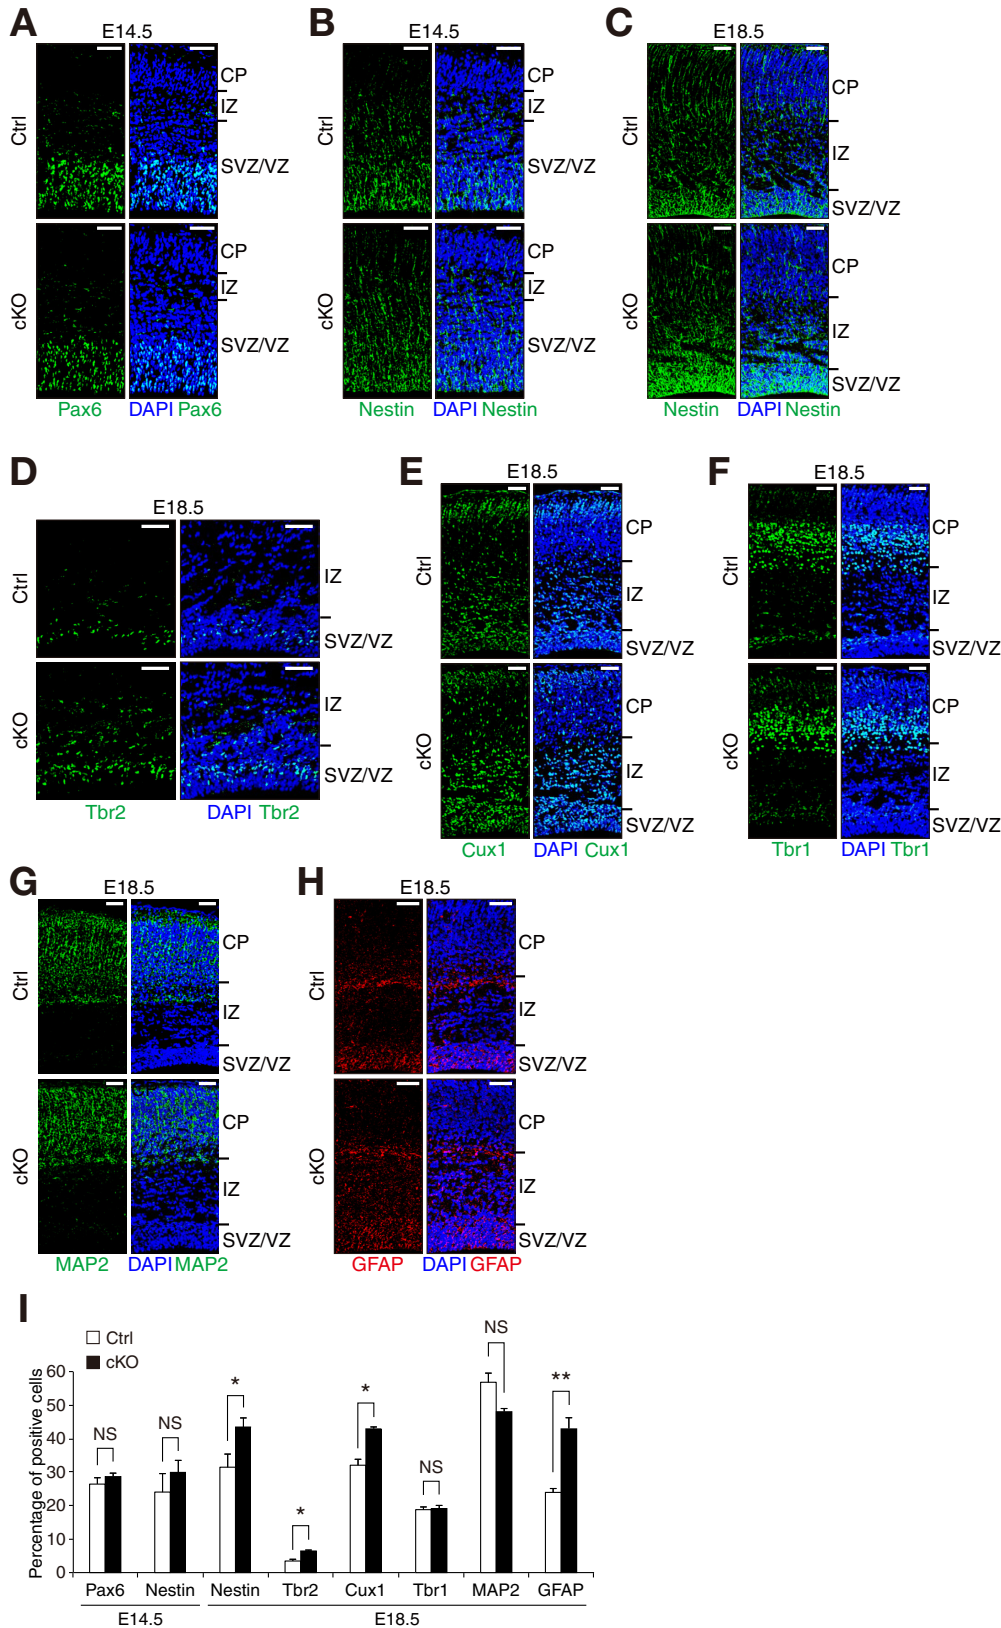 A
E14.5
Ctrl
CP
IZ
SVZ/VZ
cKO
CP
IZ
SVZ/VZ
Pax6 DAPI Pax6
B
E14.5
CP
IZ
SVZ/VZ
CP
IZ
SVZ/VZ
Ctrl
cKO
Nestin DAPI Nestin
C
E18.5
Ctrl
CP
IZ
SVZ/VZ
cKO
CP
IZ
SVZ/VZ
Nestin DAPI Nestin
D
E18.5
Ctrl
IZ
SVZ/VZ
cKO
IZ
SVZ/VZ
Tbr2 DAPI Tbr2
E
E18.5
Ctrl
CP
IZ
SVZ/VZ
cKO
CP
IZ
SVZ/VZ
Cux1 DAPI Cux1
F
E18.5
Ctrl
CP
IZ
SVZ/VZ
cKO
CP
IZ
SVZ/VZ
Tbr1 DAPI Tbr1
G
E18.5
Ctrl
CP
IZ
SVZ/VZ
cKO
CP
IZ
SVZ/VZ
MAP2 DAPI MAP2
H
E18.5
Ctrl
CP
IZ
SVZ/VZ
cKO
CP
IZ
SVZ/VZ
GFAP DAPI GFAP
I
Ctrl
cKO
Percentage of positive cells
60
50
40
30
20
10
0
NS NS * * * NS NS **
Pax6 Nestin Nestin Tbr2 Cux1 Tbr1 MAP2 GFAP
E14.5 E18.5